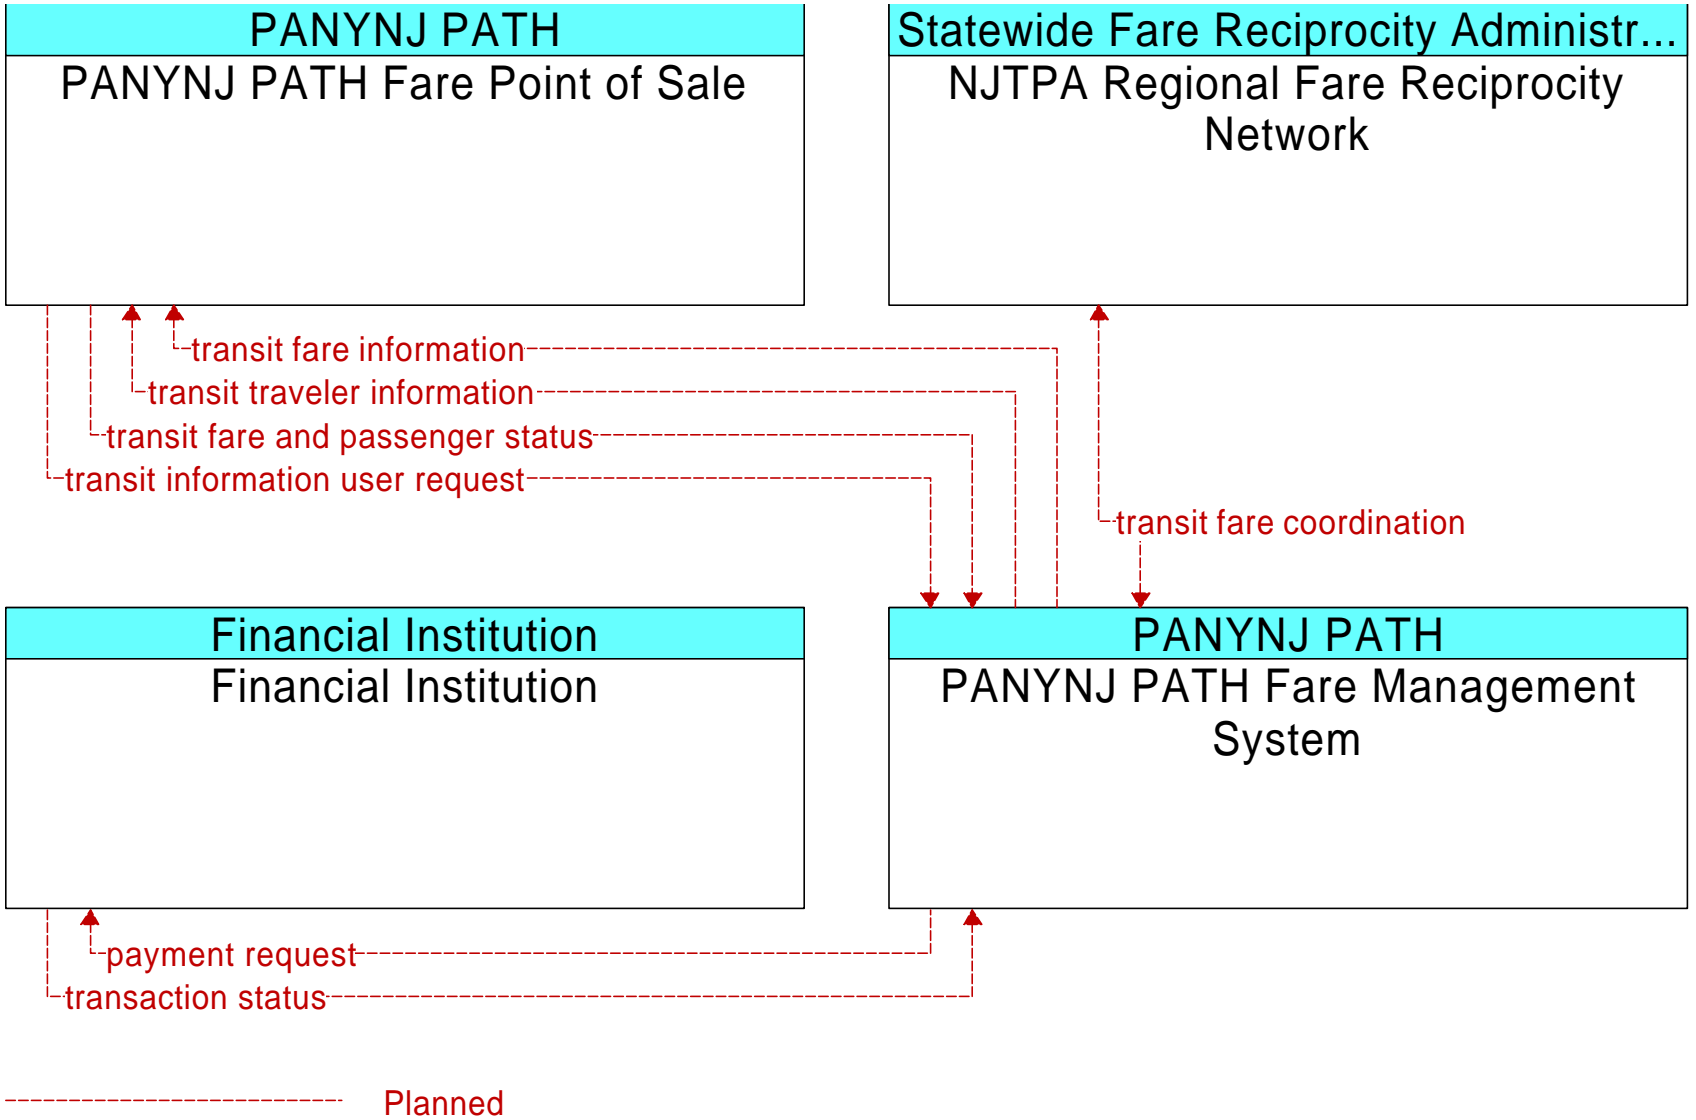 PANYNJ PATH
PANYNJ PATH Fare Point of Sale
Statewide Fare Reciprocity Administr...
NJTPA Regional Fare Reciprocity
Network
transit fare information
transit traveler information
transit fare and passenger status
transit information user request
transit fare coordination
Financial Institution
Financial Institution
PANYNJ PATH
PANYNJ PATH Fare Management
System
payment request
transaction status
Planned